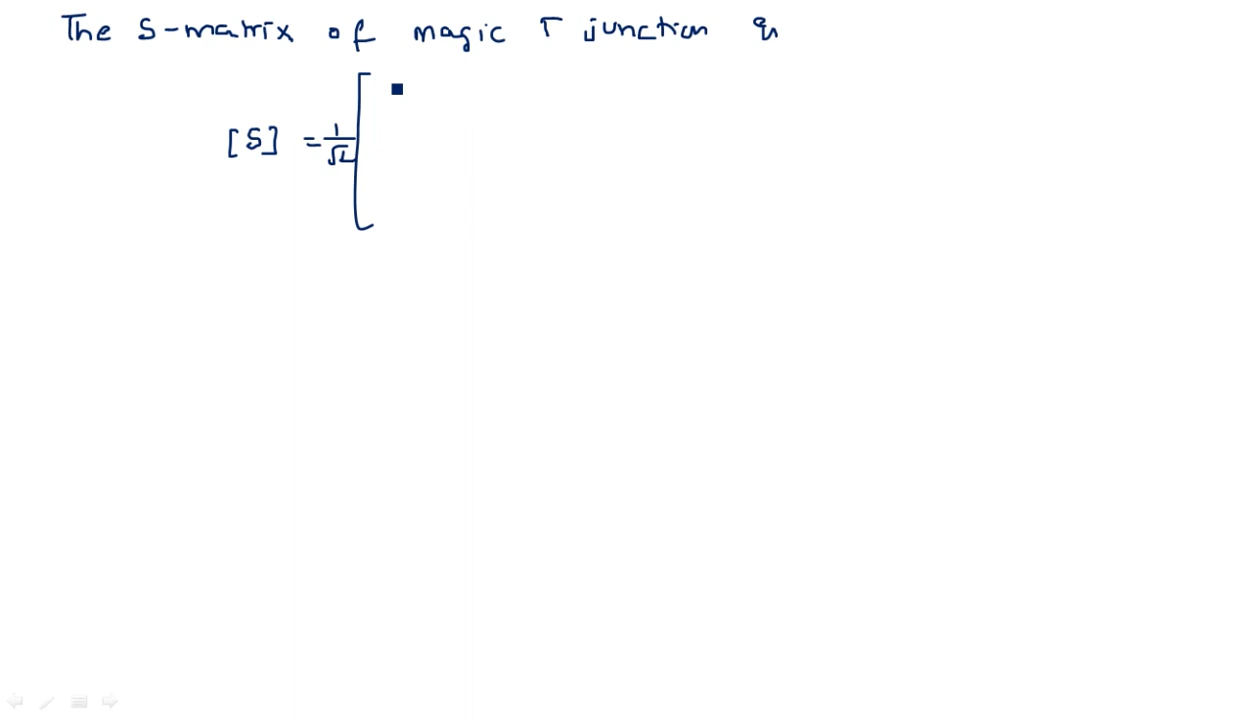 The S-matrix of magic T junction is
[S] = 1/√2 [